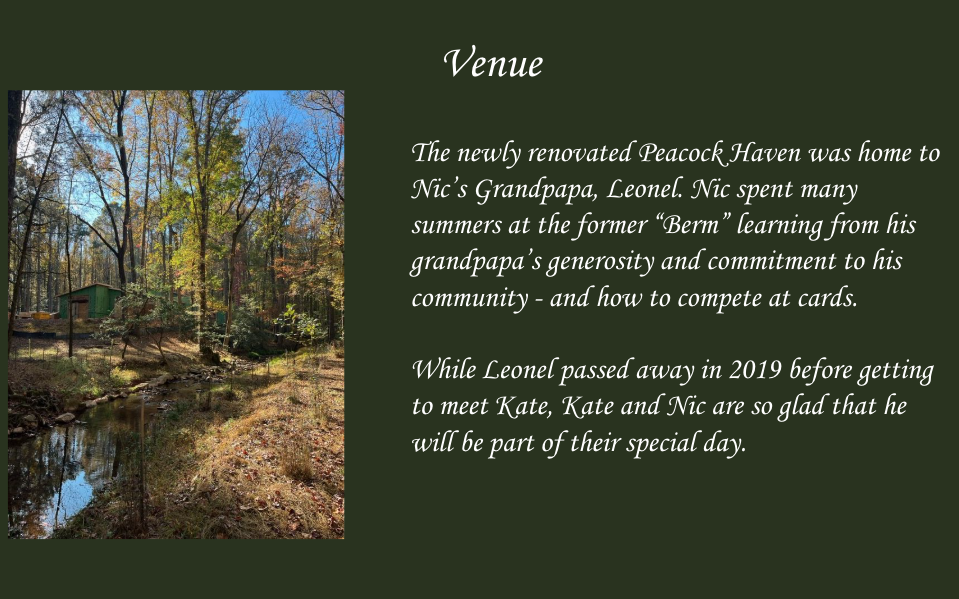 Venue
The newly renovated Peacock Haven was home to
Nic’s Grandpapa, Leonel. Nic spent many
summers at the former “Berm” learning from his
grandpapa’s generosity and commitment to his
community - and how to compete at cards.
While Leonel passed away in 2019 before getting
to meet Kate, Kate and Nic are so glad that he
will be part of their special day.